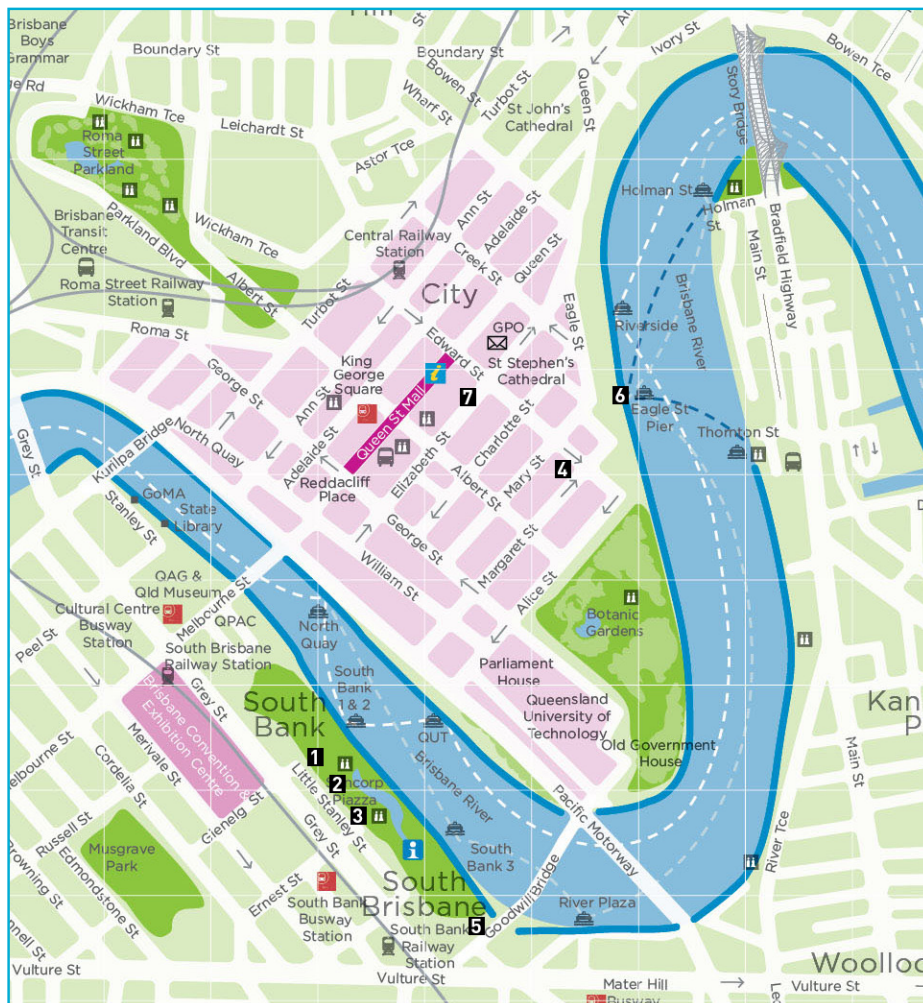 Hill
Brisbane
Boys
Grammar
ge Rd
Boundary St
Boundary St
Bowen St
Wharf St
Turbot St
Queen St
Ivory St
Bowen Tce
Story Bridge
St John's
Cathedral
Wickham Tce
Leichardt St
Astor Tce
Roma
Street
Parkland
Wickham Tce
Parkland Blvd
Albert St
Brisbane
Transit
Centre
Roma Street Railway
Station
Roma St
Turbot St
Central Railway
Station
Ann St
Adelaide St
Creek St
Queen St
City
Eagle St
Edward St
GPO
St Stephen's
Cathedral
Holman St
Holman
St
Main St
Bradfield Highway
Brisbane
River
Riverside
6
Eagle St
Pier
Thornton St
King
George
Square
i
7
Queen St Mall
George St
Ann St
Adelaide St
North Quay
Reddacliff
Place
Elizabeth St
Charlotte St
Albert St
Mary St
4
George St
Margaret St
William St
Alice St
Grey St
Kurilpa Bridge
Stanley St
GoMA
State
Library
QAG &
Qld Museum
Cultural Centre
Busway
Station
Melbourne St
QPAC
South Brisbane
Railway Station
Peel St
North
Quay
Botanic
Gardens
Parliament
House
Queensland
University of
Technology
Old Government
House
South
Bank
South
Bank
1 & 2
QUT
Grey St
Brisbane Convention &
Exhibition Centre
Merivale St
Cordelia St
elbourne St
1
2
Suncorp
Piazza
3
Little Stanley St
Brisbane River
South
Bank 3
Pacific Motorway
Goodwill Bridge
River Plaza
Glenelg St
Grey St
Russell St
Edmondstone St
Browning St
Musgrave
Park
Ernest St
i
South
Brisbane
5
South Bank
Busway
Station
South Bank
Railway
Station
nnell St
Vulture St
Vulture St
Kan
P
Main St
River Tce
Woolloo
Vulture St
Mater Hill
Busway